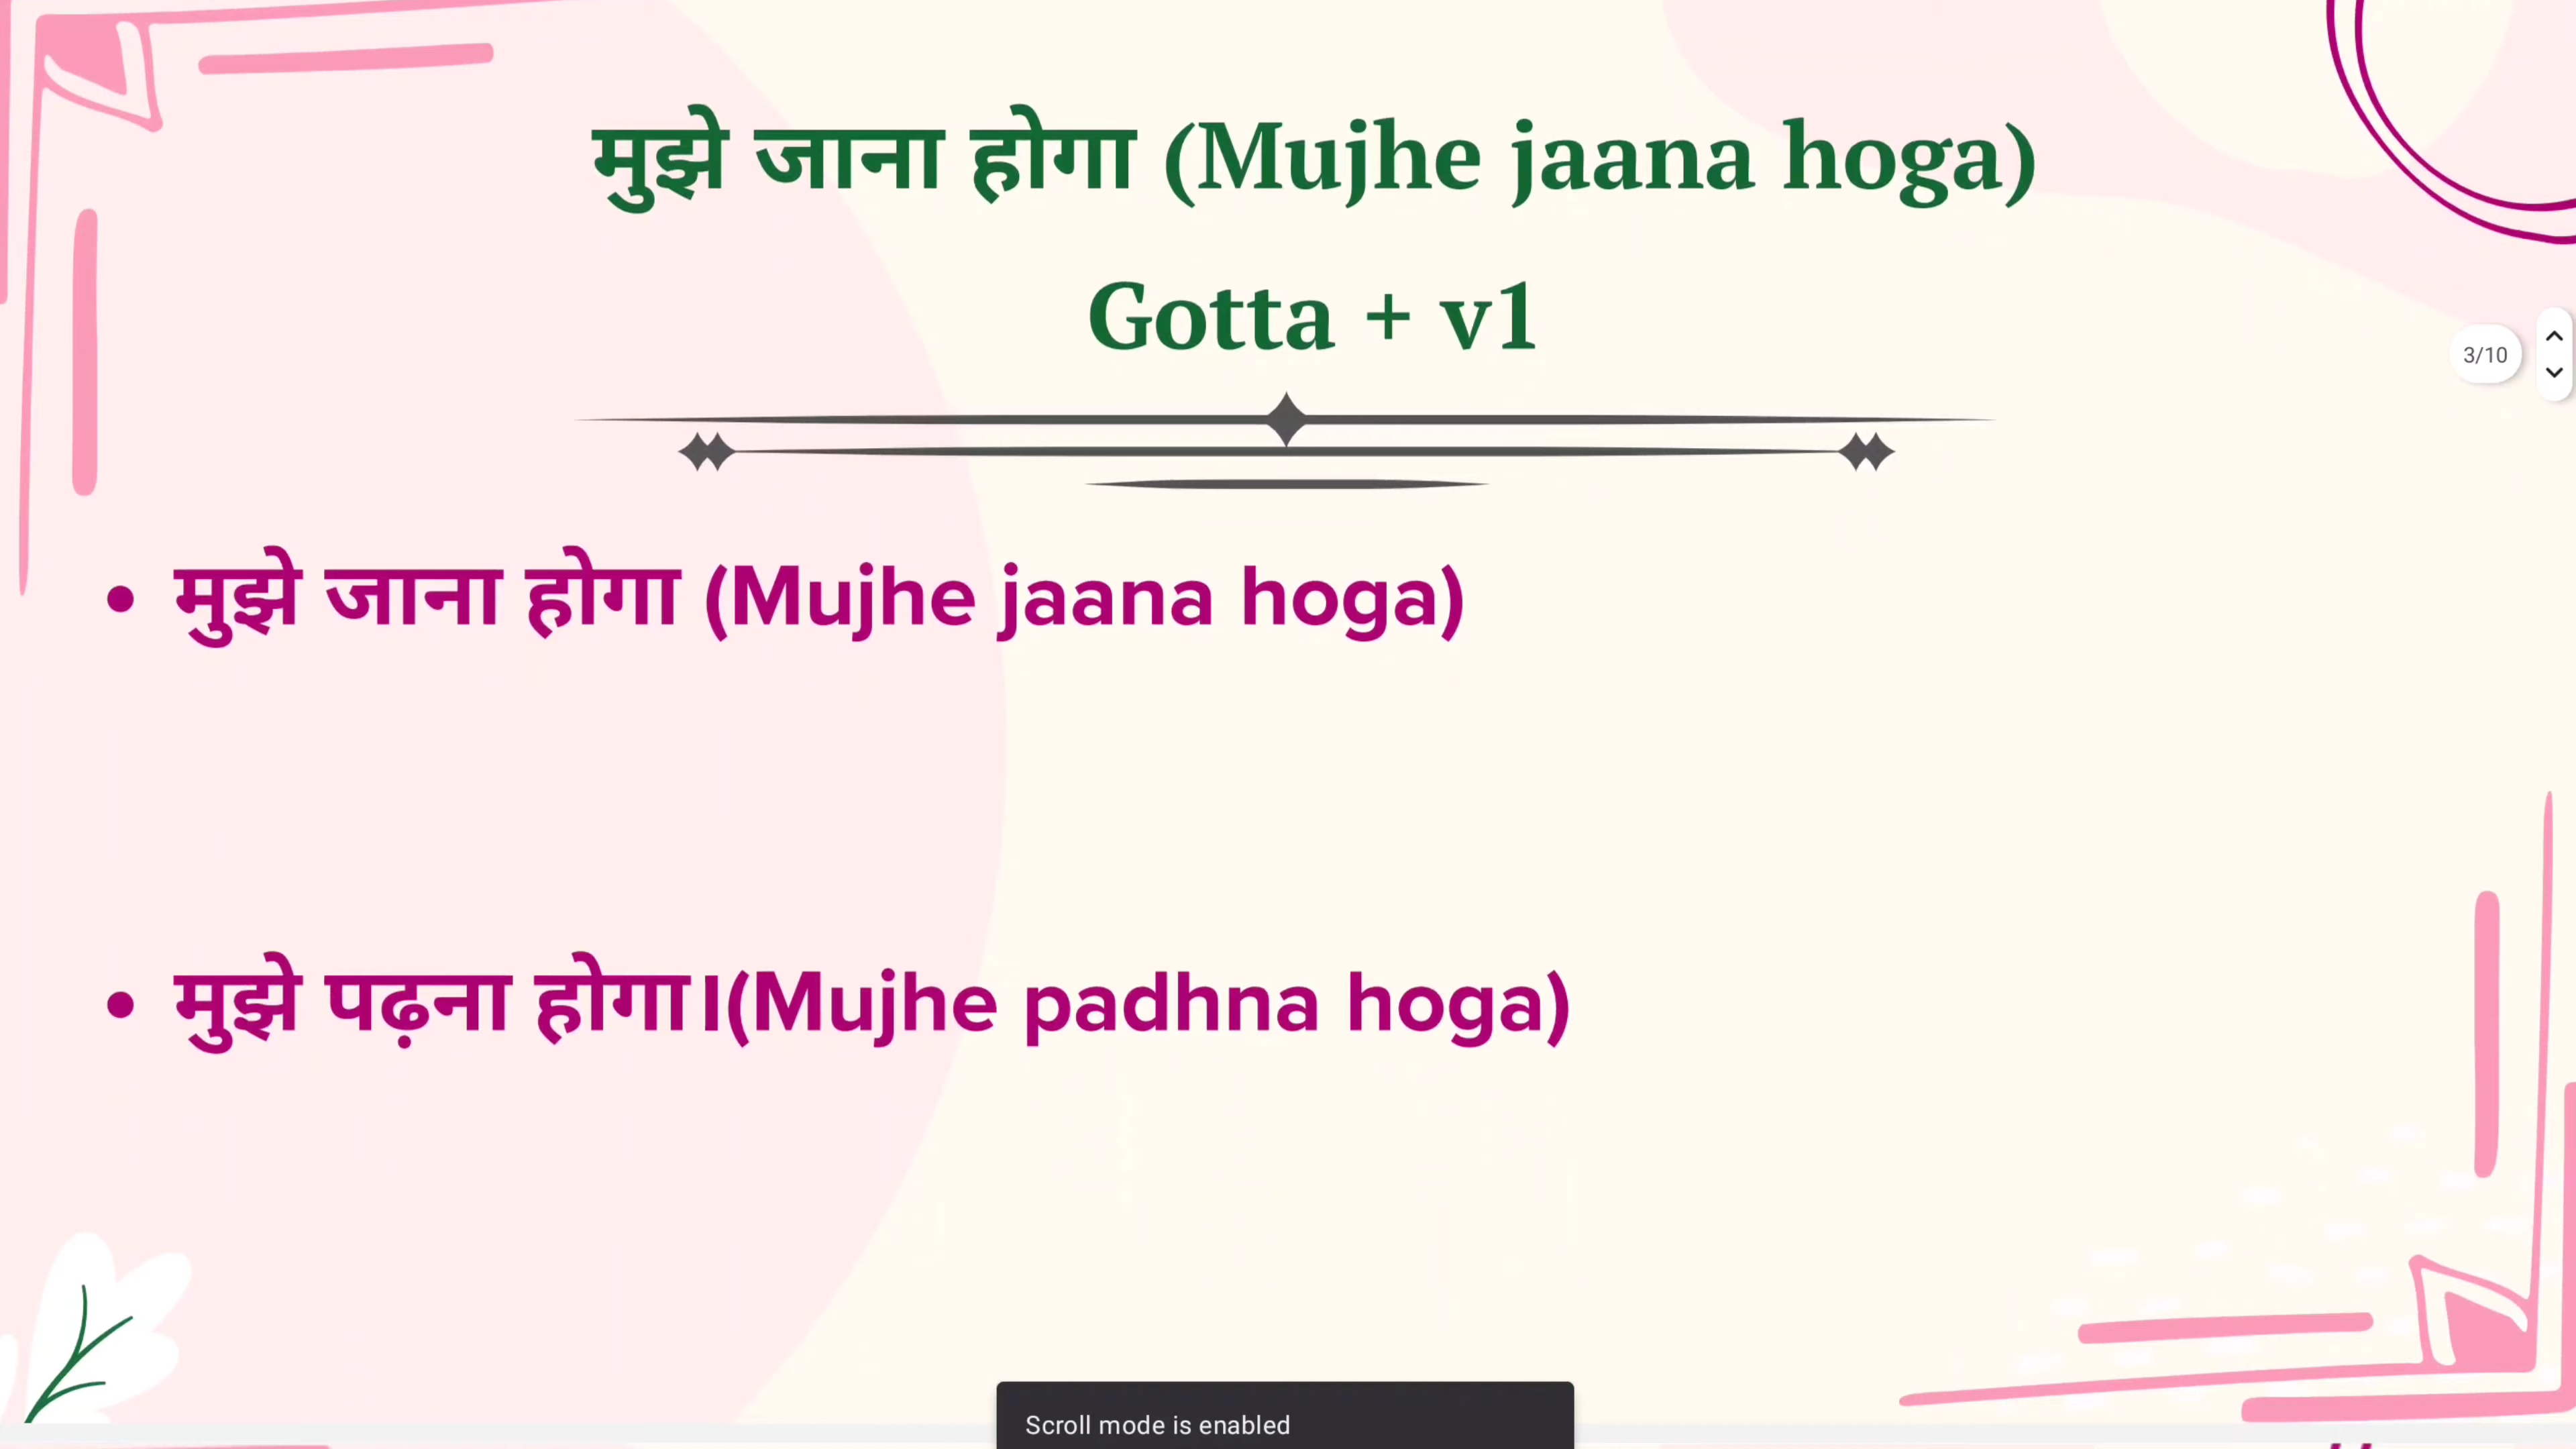 मुझे जाना होगा (Mujhe jaana hoga)
Gotta + v1
3/10
• मुझे जाना होगा (Mujhe jaana hoga)
• मुझे पढ़ना होगा।(Mujhe padhna hoga)
Scroll mode is enabled